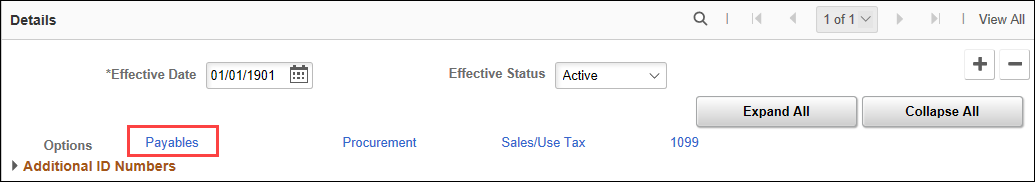 Details 1 of 1 View All
*Effective Date 01/01/1901 Effective Status Active
Expand All Collapse All
Options Payables Procurement Sales/Use Tax 1099
Additional ID Numbers